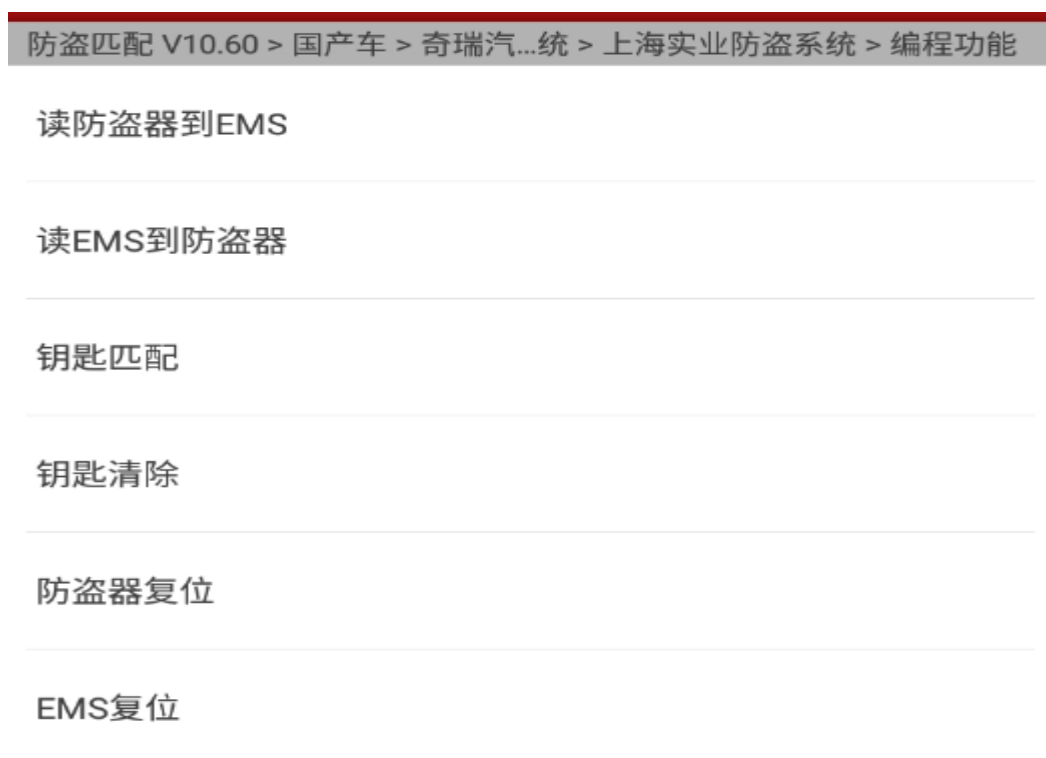 防盗匹配 V10.60 > 国产车 > 奇瑞汽...统 > 上海实业防盗系统 > 编程功能
读防盗器到EMS
读EMS到防盗器
钥匙匹配
钥匙清除
防盗器复位
EMS复位